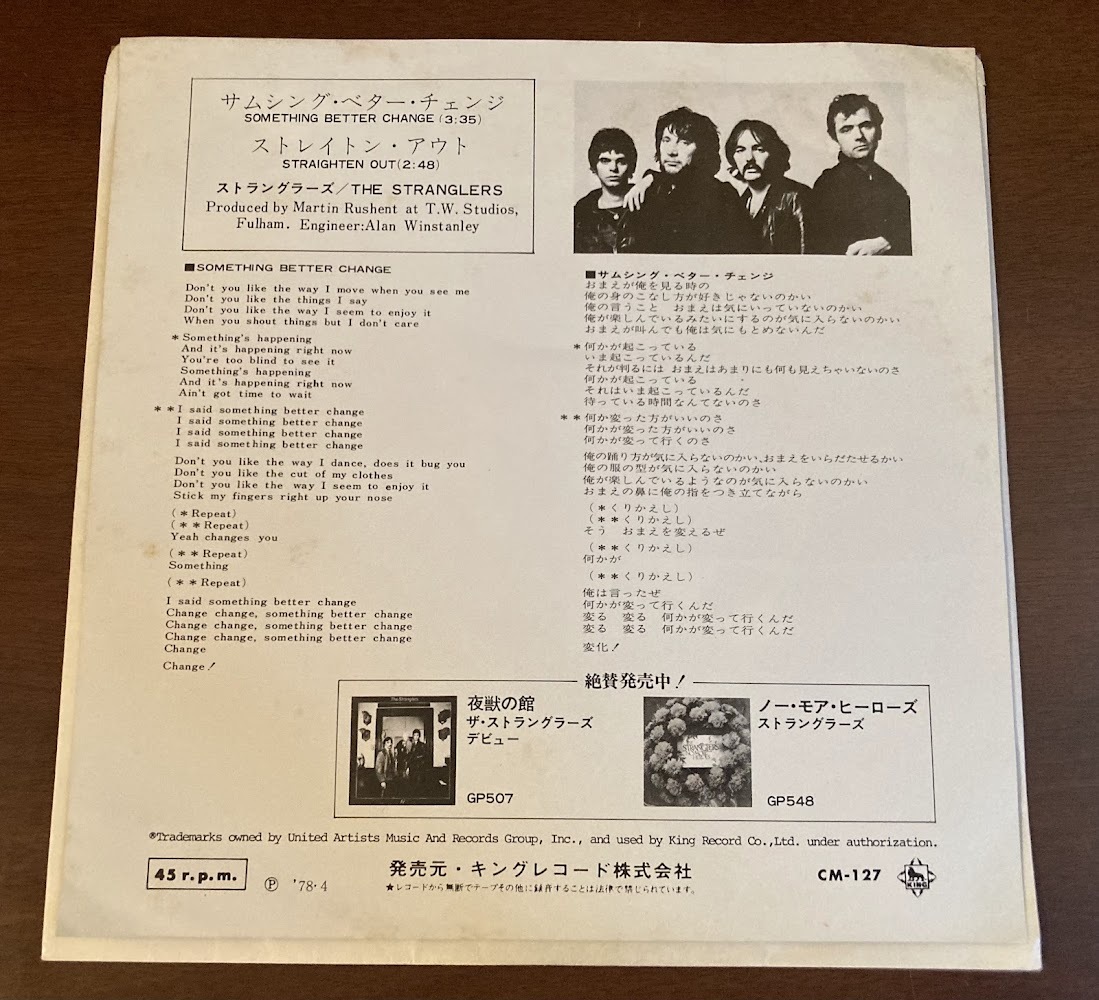 サムシング・ベター・チェンジ
SOMETHING BETTER CHANGE (3:35)
ストレイトン・アウト
STRAIGHTEN OUT(2:48)
ストラングラーズ/THE STRANGLERS
Produced by Martin Rushent at T.W. Studios,
Fulham. Engineer:Alan Winstanley
■SOMETHING BETTER CHANGE
Don't you like the way I move when you see me
Don't you like the things I say
Don't you like the way I seem to enjoy it
When you shout things but I don't care
*Something's happening
And it's happening right now
You're too blind to see it
Something's happening
And it's happening right now
Ain't got time to wait
**I said something better change
I said something better change
I said something better change
I said something better change
Don't you like the way I dance, does it bug you
Don't you like the cut of my clothes
Don't you like the way I seem to enjoy it
Stick my fingers right up your nose
(*Repeat)
(**Repeat)
Yeah changes you
(**Repeat)
Something
(**Repeat)
I said something better change
Change change, something better change
Change change, something better change
Change change, something better change
Change
Change!
■サムシング・ベター・チェンジ
おまえが俺を見る時の
俺の身のこなし方が好きじゃないのかい
俺の言うこと おまえは気にいっていないのかい
俺が楽しんでいるみたいにするのが気に入らないのかい
おまえが叫んでも俺は気にもとめないんだ
*何かが起こっている
いま起こっているんだ
それが判るには おまえはあまりにも何も見えちゃいないのさ
何かが起こっている
それはいま起こっているんだ
待っている時間なんてないのさ
**何か変った方がいいのさ
何かが変った方がいいのさ
何かが変って行くのさ
俺の踊り方が気に入らないのかい、おまえをいらだたせるかい
俺の服の型が気に入らないのかい
俺が楽しんでいるようなのが気に入らないのかい
おまえの鼻に俺の指をつき立てながら
(*くりかえし)
(**くりかえし)
そう おまえを変えるぜ
(**くりかえし)
何かが
(**くりかえし)
俺は言ったぜ
何かが変って行くんだ
変る 変る 何かが変って行くんだ
変る 変る 何かが変って行くんだ
変化!
絶賛発売中!
The Stranglers
夜獣の館
ザ・ストラングラーズ
デビュー
GP507
STRANGLERS
ノー・モア・ヒーローズ
ストラングラーズ
GP548
®Trademarks owned by United Artists Music And Records Group, Inc., and used by King Record Co.,Ltd. under authorization.
45 r.p.m.
Ⓟ '78・4
発売元・キングレコード株式会社
★レコードから無断でテープその他に録音することは法律で禁じられています。
CM-127
KING